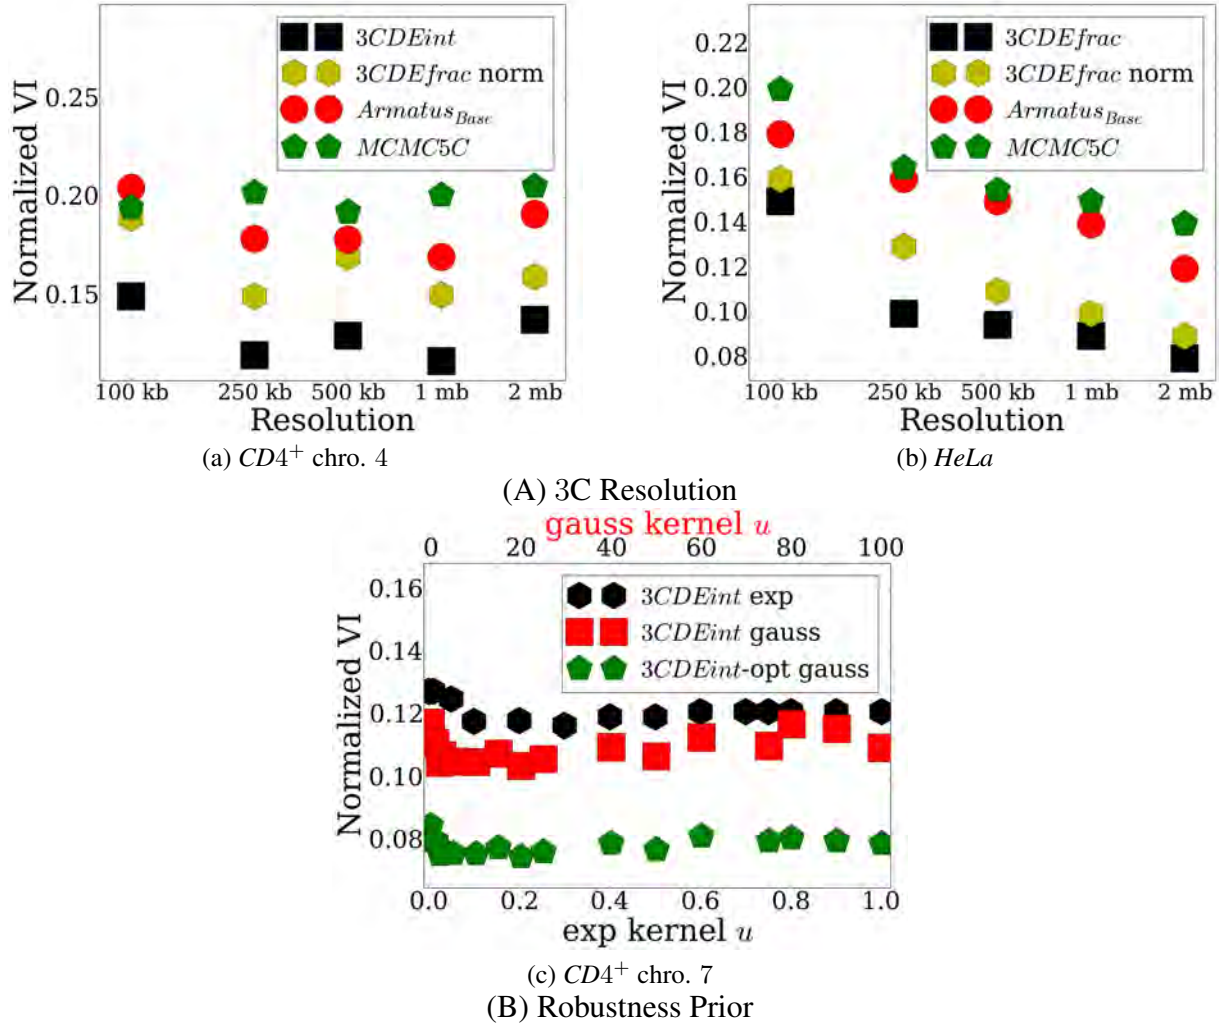 Normalized VI
0.25
0.20
0.15
3CDEint
3CDEfrac norm
Armatus_Base
MCMC5C
100 kb 250 kb 500 kb 1 mb 2 mb
Resolution
(a) CD4⁺ chro. 4
Normalized VI
0.22
0.20
0.18
0.16
0.14
0.12
0.10
0.08
3CDEfrac
3CDEfrac norm
Armatus_Base
MCMC5C
100 kb 250 kb 500 kb 1 mb 2 mb
Resolution
(b) HeLa
(A) 3C Resolution
gauss kernel u
0 20 40 60 80 100
Normalized VI
0.16
0.14
0.12
0.10
0.08
3CDEint exp
3CDEint gauss
3CDEint-opt gauss
0.0 0.2 0.4 0.6 0.8 1.0
exp kernel u
(c) CD4⁺ chro. 7
(B) Robustness Prior